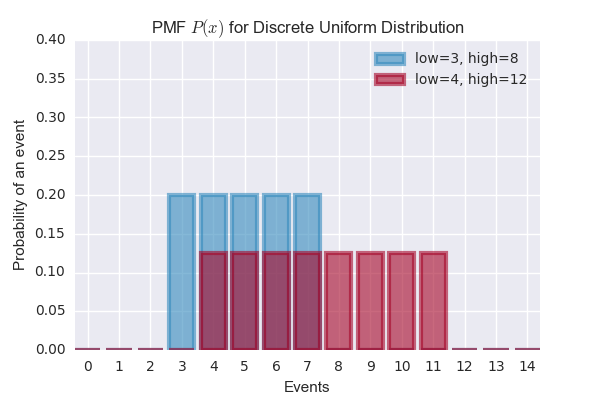 PMF P(x) for Discrete Uniform Distribution
0.40
low=3, high=8
low=4, high=12
0.35
0.30
0.25
0.20
0.15
0.10
0.05
0.00
Probability of an event
0 1 2 3 4 5 6 7 8 9 10 11 12 13 14
Events